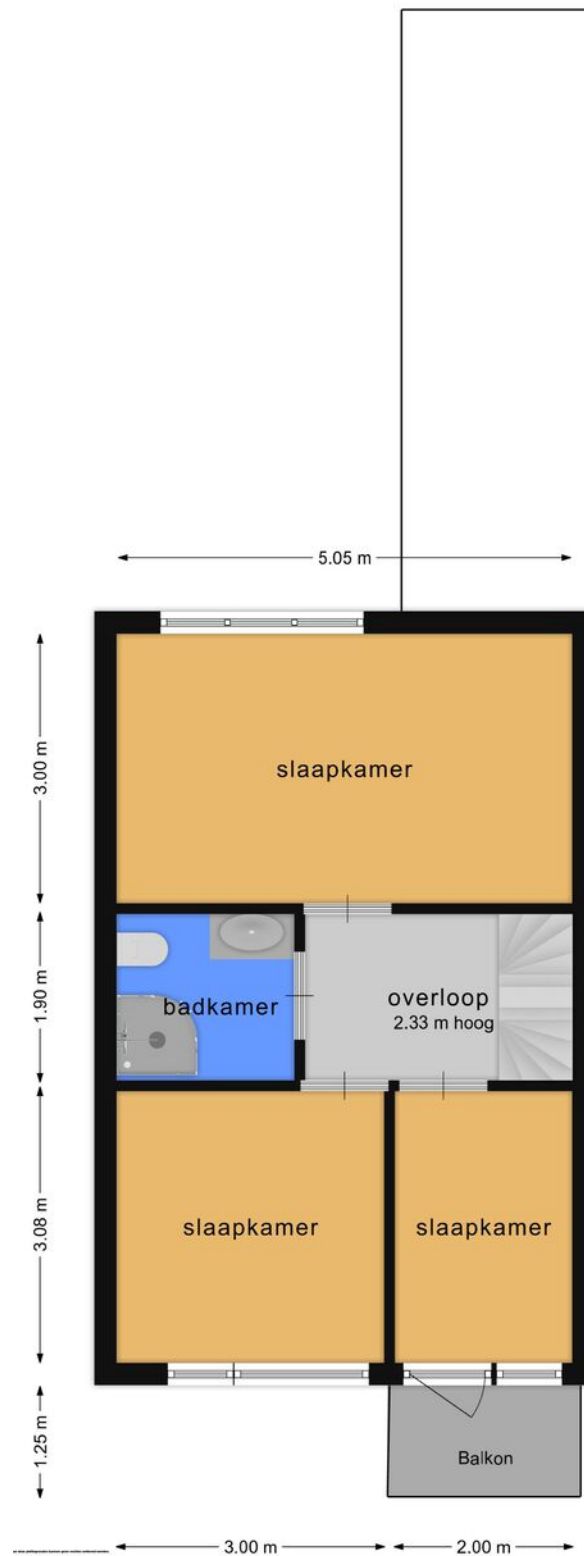 5.05 m
3.00 m
slaapkamer
1.90 m
badkamer
overloop
2.33 m hoog
3.08 m
slaapkamer
slaapkamer
1.25 m
Balkon
3.00 m
2.00 m